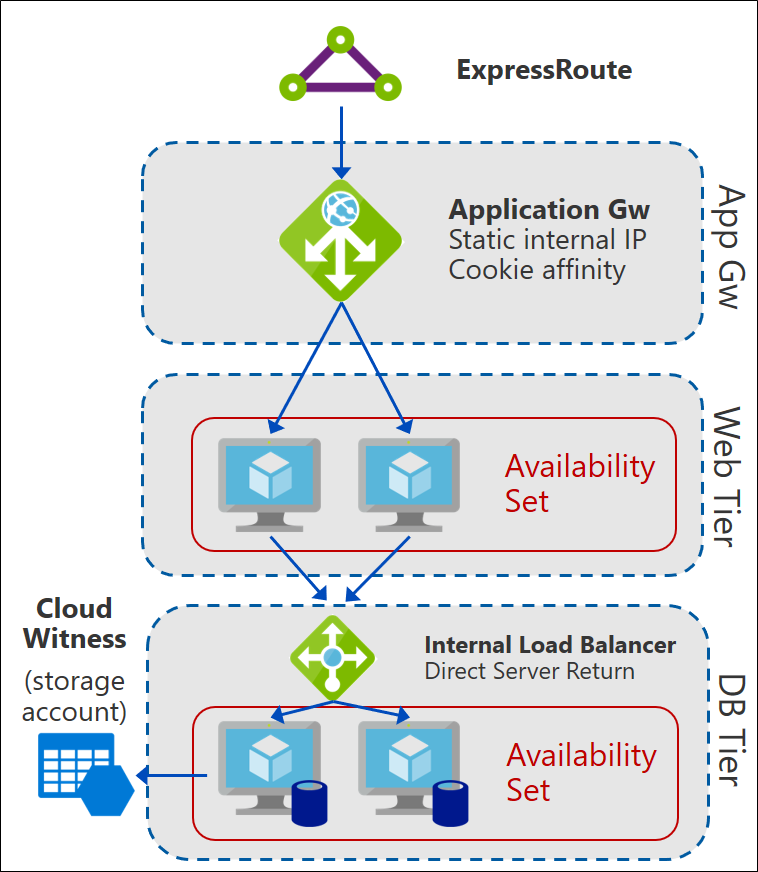 ExpressRoute
Application Gw
Static internal IP
Cookie affinity
App Gw
Availability
Set
Web Tier
Cloud
Witness
(storage
account)
Internal Load Balancer
Direct Server Return
Availability
Set
DB Tier